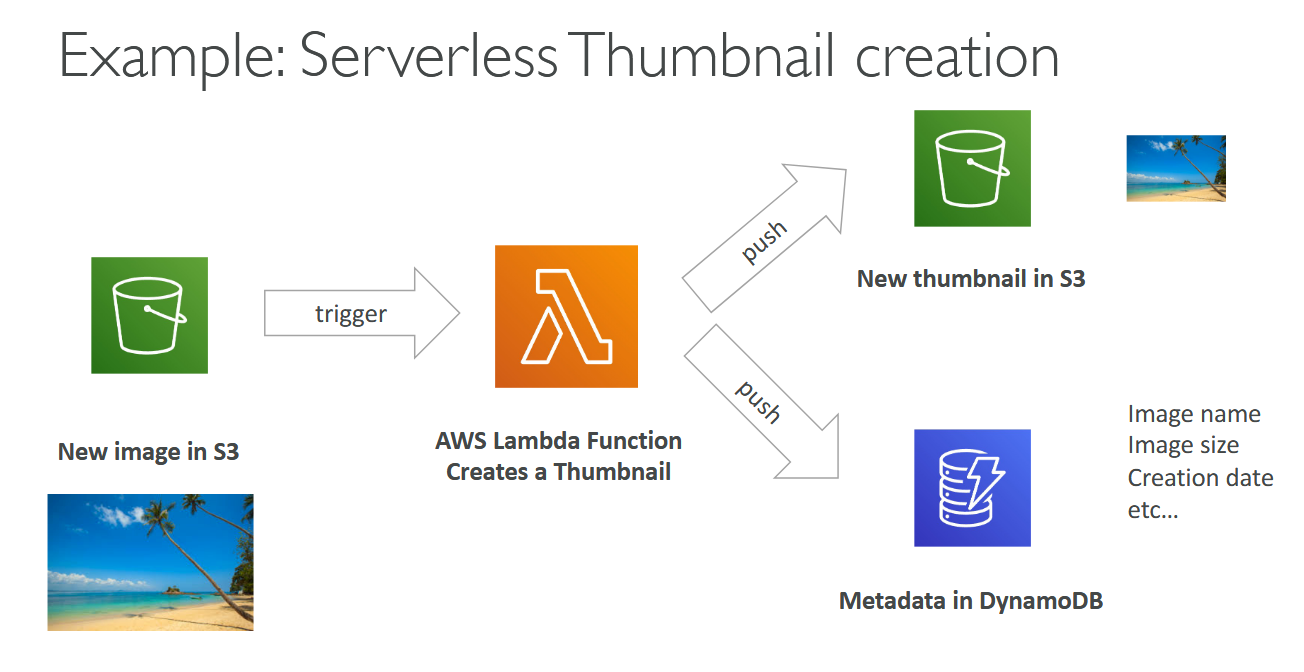 Example: Serverless Thumbnail creation
New image in S3
trigger
AWS Lambda Function
Creates a Thumbnail
push
New thumbnail in S3
push
Metadata in DynamoDB
Image name
Image size
Creation date
etc...